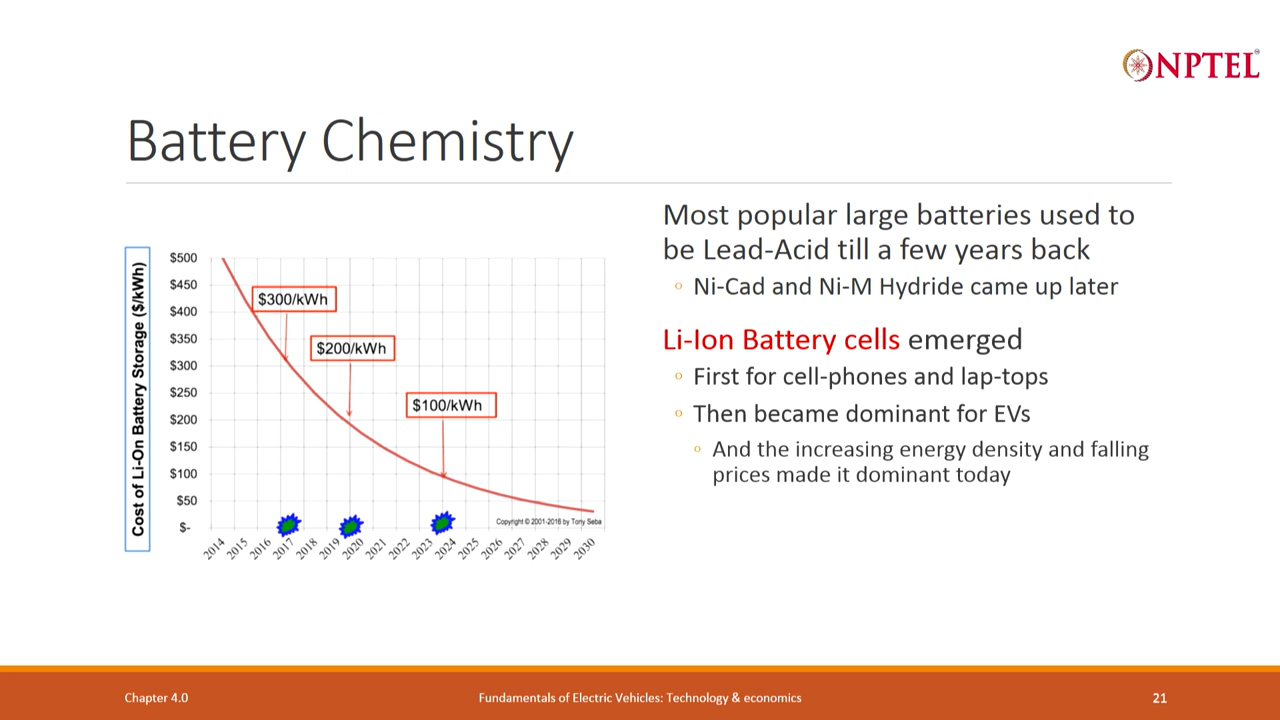 NPTEL
Battery Chemistry
Cost of Li-On Battery Storage ($/kWh)
$500
$450
$400
$350
$300
$250
$200
$150
$100
$50
$-
$300/kWh
$200/kWh
$100/kWh
Copyright © 2001-2016 by Tony Seba
2014
2015
2016
2017
2018
2019
2020
2021
2022
2023
2024
2025
2026
2027
2028
2029
2030
Most popular large batteries used to
be Lead-Acid till a few years back
Ni-Cad and Ni-M Hydride came up later
Li-Ion Battery cells emerged
First for cell-phones and lap-tops
Then became dominant for EVs
And the increasing energy density and falling
prices made it dominant today
Chapter 4.0
Fundamentals of Electric Vehicles: Technology & economics
21